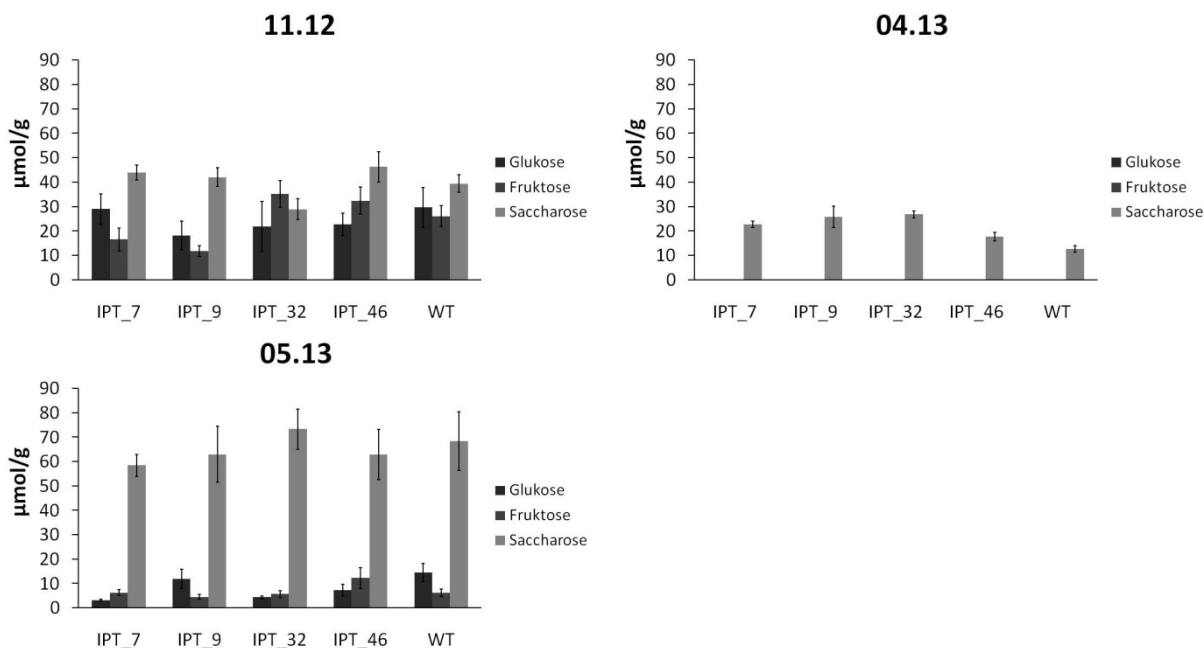 11.12
µmol/g
90
80
70
60
50
40
30
20
10
0
IPT_7 IPT_9 IPT_32 IPT_46 WT
Glukose
Fruktose
Saccharose
04.13
µmol/g
90
80
70
60
50
40
30
20
10
0
IPT_7 IPT_9 IPT_32 IPT_46 WT
Glukose
Fruktose
Saccharose
05.13
µmol/g
90
80
70
60
50
40
30
20
10
0
IPT_7 IPT_9 IPT_32 IPT_46 WT
Glukose
Fruktose
Saccharose